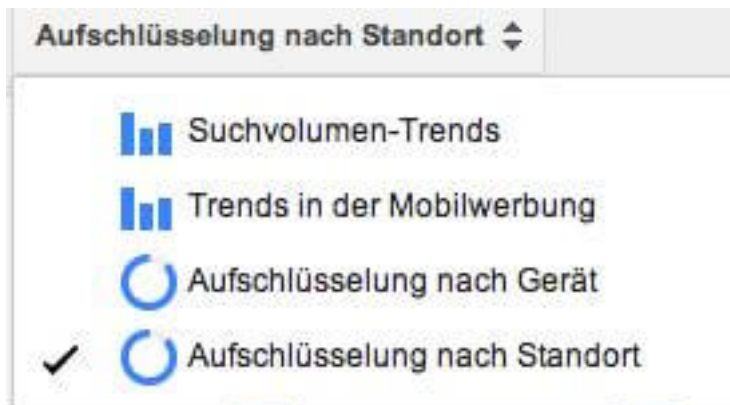 Aufschlüsselung nach Standort
Suchvolumen-Trends
Trends in der Mobilwerbung
Aufschlüsselung nach Gerät
Aufschlüsselung nach Standort